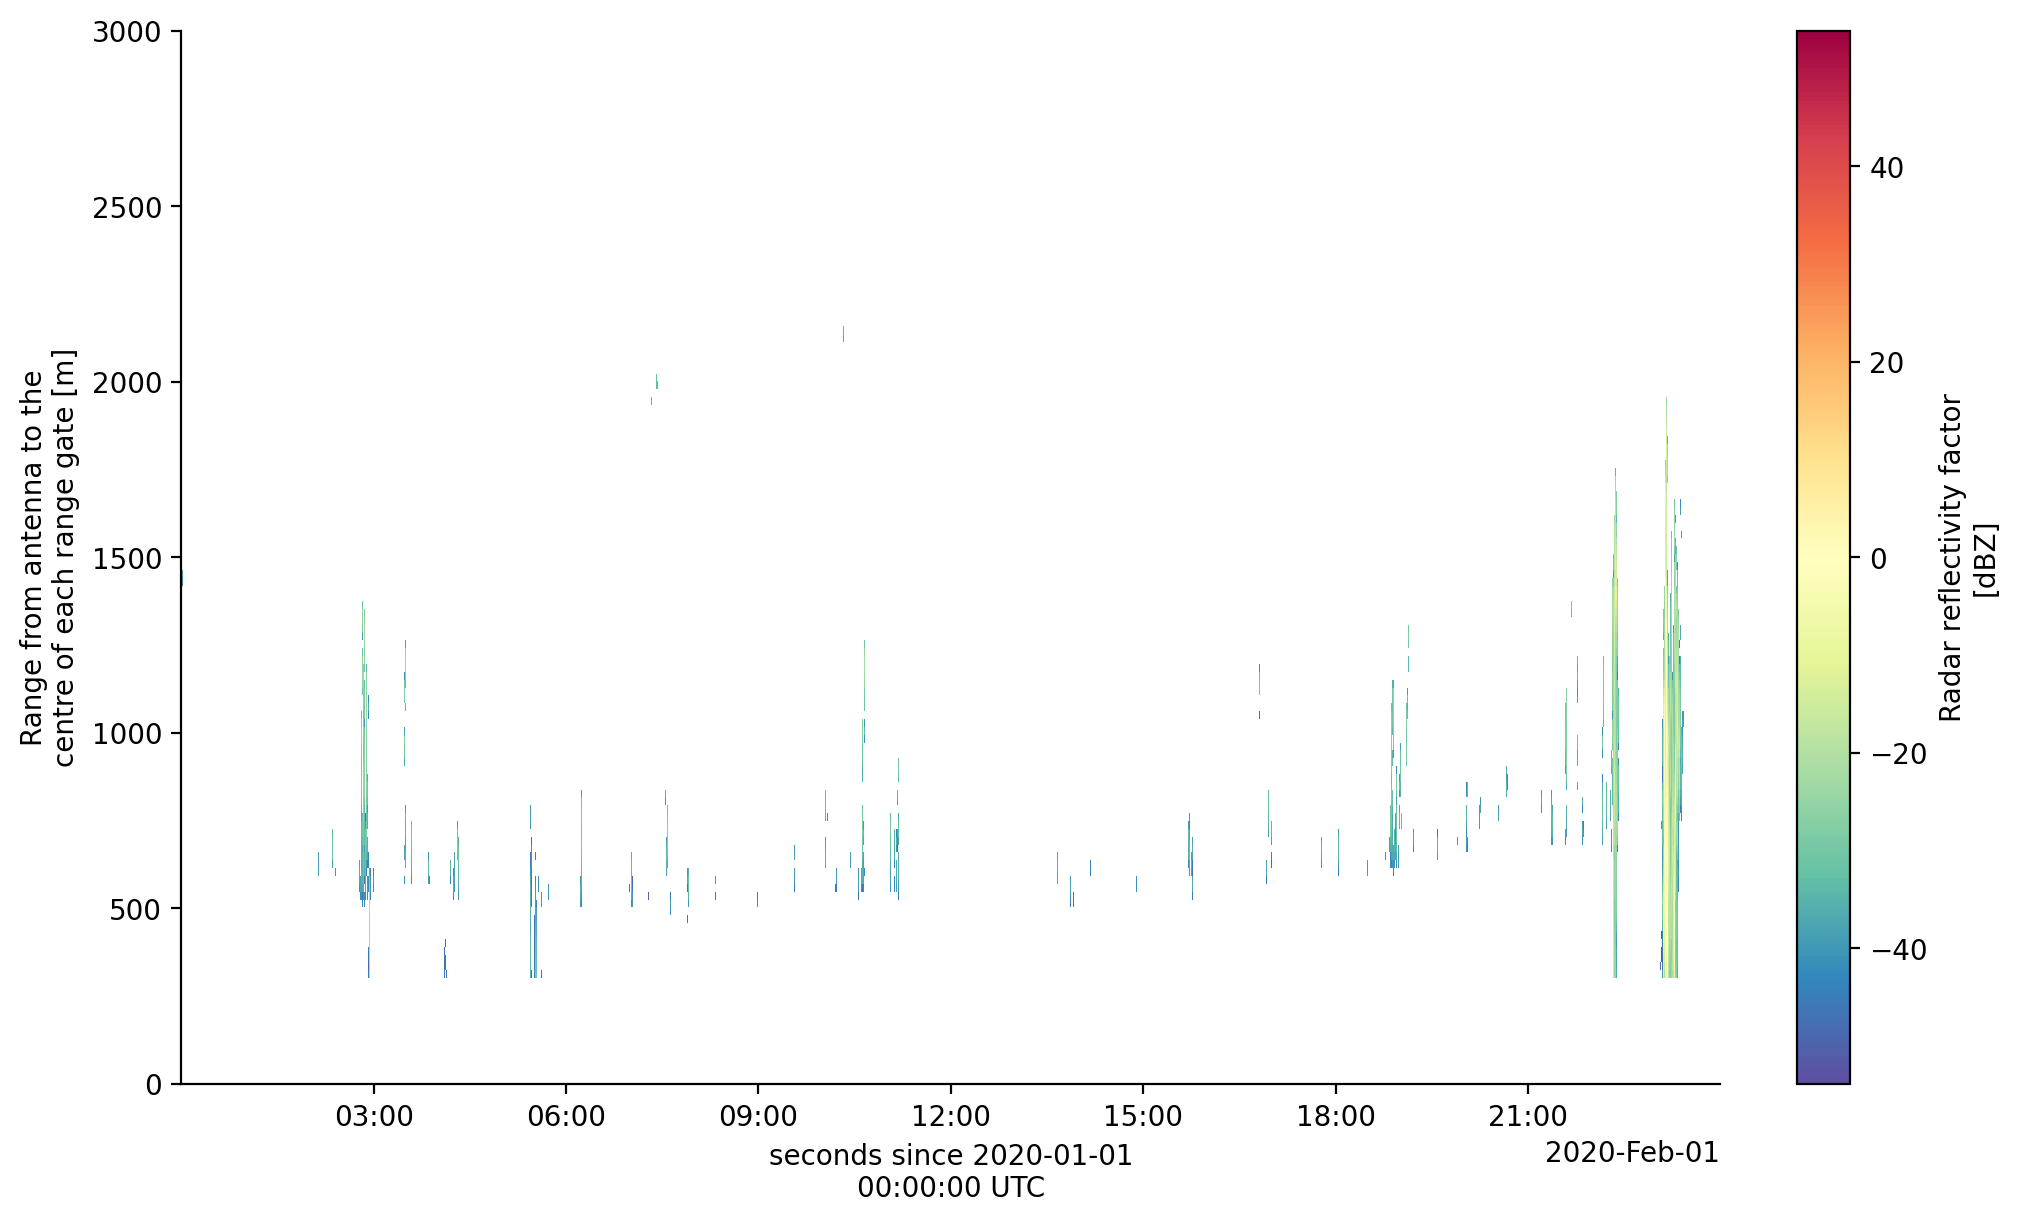 3000
2500
2000
1500
1000
500
0
Range from antenna to the
centre of each range gate [m]
03:00
06:00
09:00
12:00
15:00
18:00
21:00
2020-Feb-01
seconds since 2020-01-01
00:00:00 UTC
40
20
0
−20
−40
Radar reflectivity factor
[dBZ]